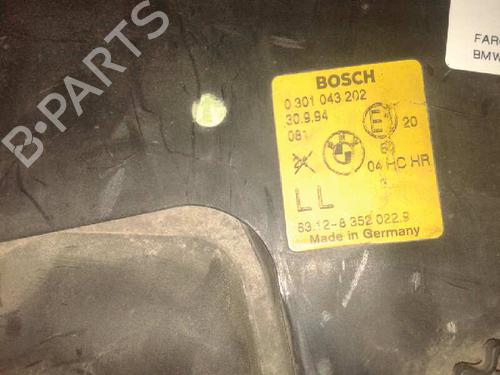 B-PARTS
FARO
BMW
BOSCH
0 301 043 202
30.9.94
081
E 20
04 HC HR
LL
63.12-8 352 022.9
Made in Germany